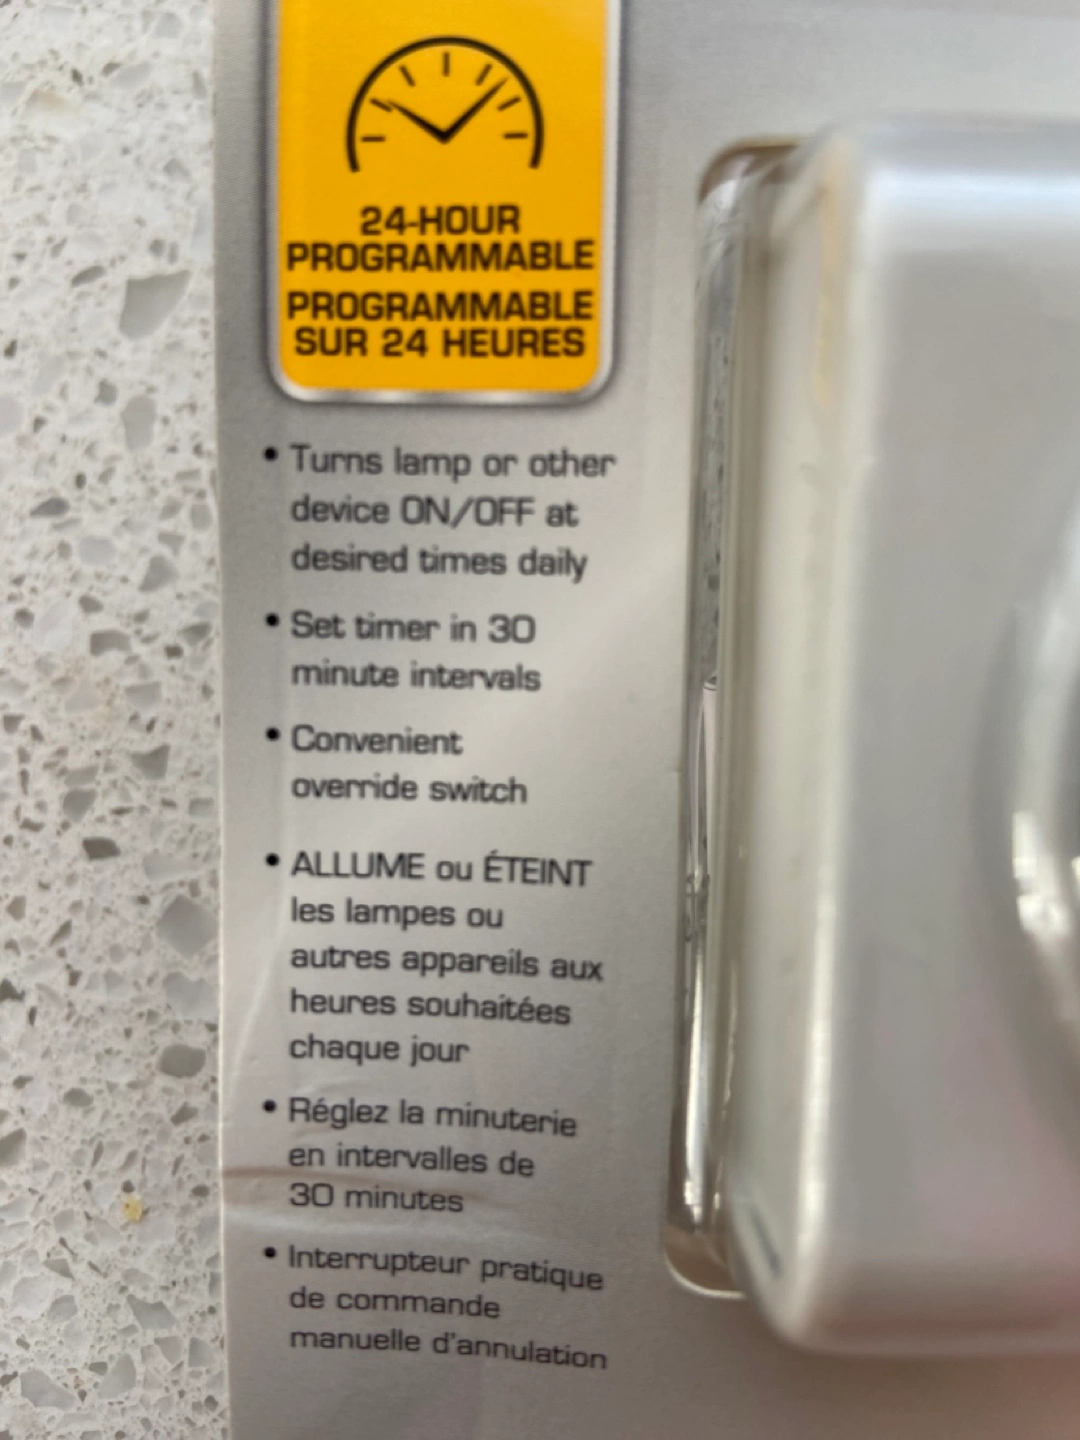 24-HOUR
PROGRAMMABLE
PROGRAMMABLE
SUR 24 HEURES
• Turns lamp or other
device ON/OFF at
desired times daily
• Set timer in 30
minute intervals
• Convenient
override switch
• ALLUME ou ÉTEINT
les lampes ou
autres appareils aux
heures souhaitées
chaque jour
• Réglez la minuterie
en intervalles de
30 minutes
• Interrupteur pratique
de commande
manuelle d'annulation